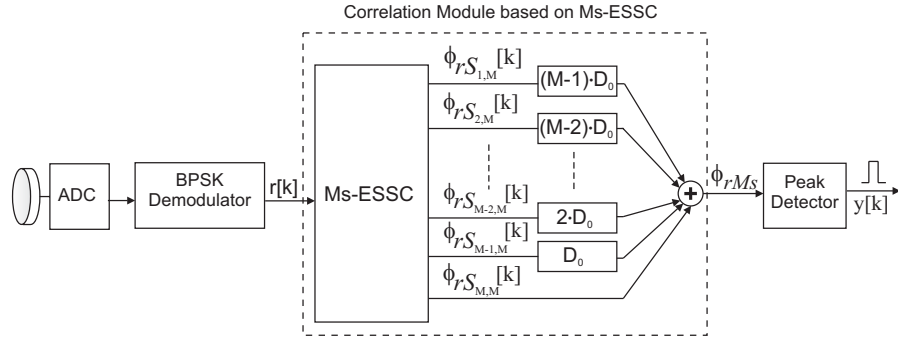 Correlation Module based on Ms-ESSC
ADC
BPSK
Demodulator
r[k]
Ms-ESSC
ϕrS1,M[k]
(M-1)·D0
ϕrS2,M[k]
(M-2)·D0
ϕrSM-2,M[k]
2·D0
ϕrSM-1,M[k]
D0
ϕrSM,M[k]
+
ϕrMs
Peak
Detector
y[k]